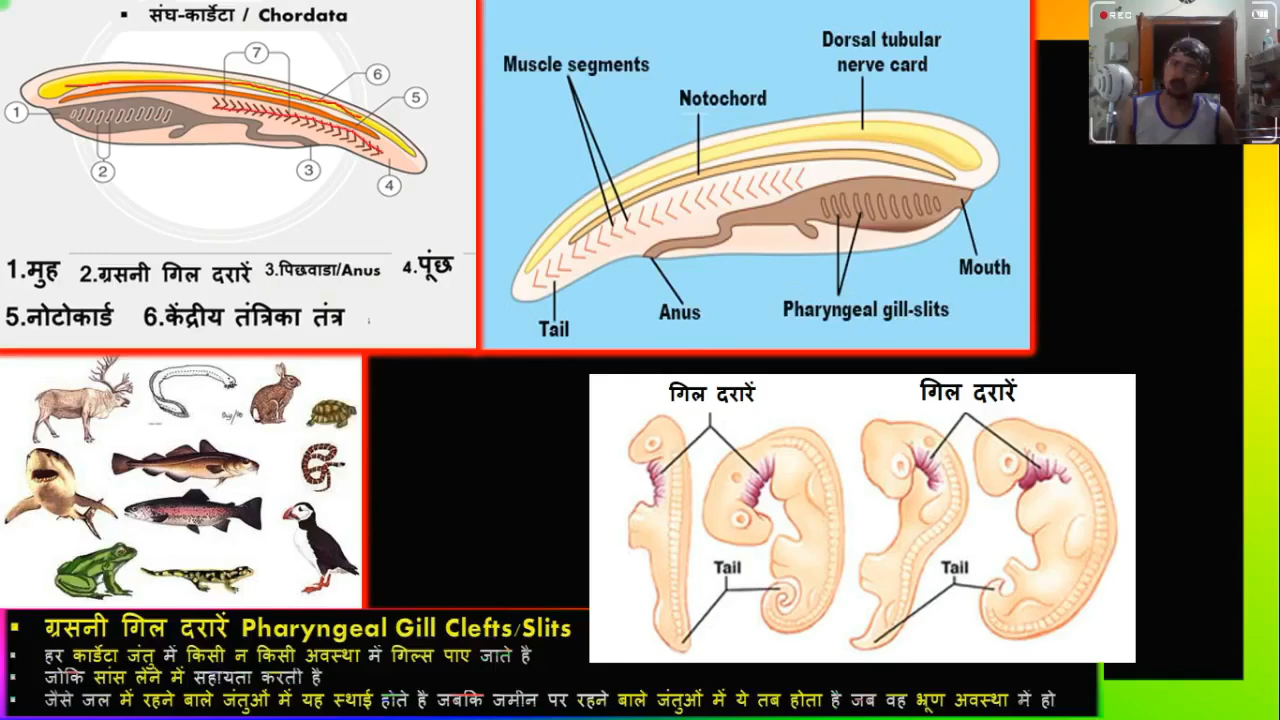 ▪ संघ-कार्डेटा / Chordata
7
6
5
1
2
3
4
1.मुह 2.ग्रसनी गिल दरारें 3.पिछवाडा/Anus 4.पूंछ
5.नोटोकार्ड 6.केंद्रीय तंत्रिका तंत्र
Dorsal tubular
nerve card
Muscle segments
Notochord
Mouth
Pharyngeal gill-slits
Anus
Tail
REC
गिल दरारें गिल दरारें
Tail Tail
▪ ग्रसनी गिल दरारें Pharyngeal Gill Clefts/Slits
▪ हर कार्डेटा जंतु में किसी न किसी अवस्था में गिल्स पाए जाते है
▪ जोकि सांस लेने में सहायता करती है
▪ जैसे जल में रहने बाले जंतुओं में यह स्थाई होते है जबकि जमीन पर रहने बाले जंतुओं में ये तब होता है जब वह भ्रूण अवस्था में हो